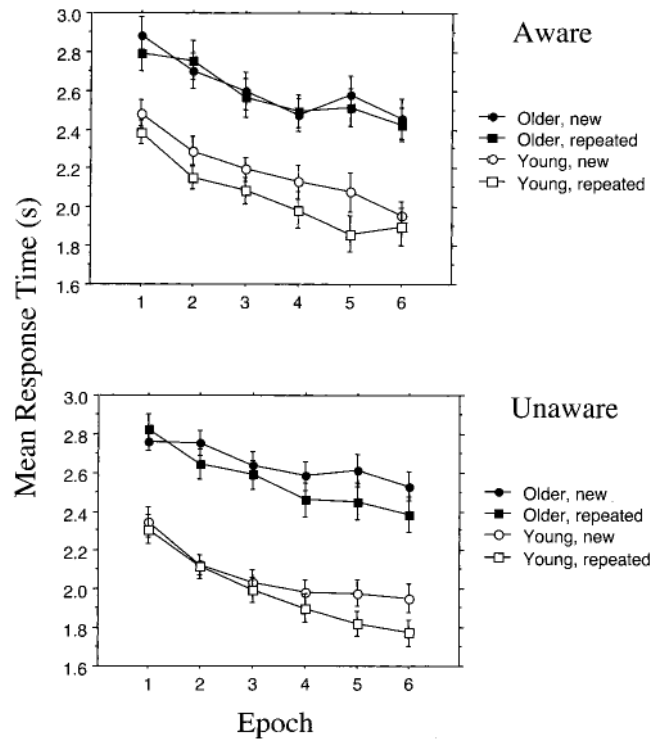 Aware
3.0
2.8
2.6
2.4
2.2
2.0
1.8
1.6
1 2 3 4 5 6
Older, new
Older, repeated
Young, new
Young, repeated
Mean Response Time (s)
Unaware
3.0
2.8
2.6
2.4
2.2
2.0
1.8
1.6
1 2 3 4 5 6
Older, new
Older, repeated
Young, new
Young, repeated
Epoch